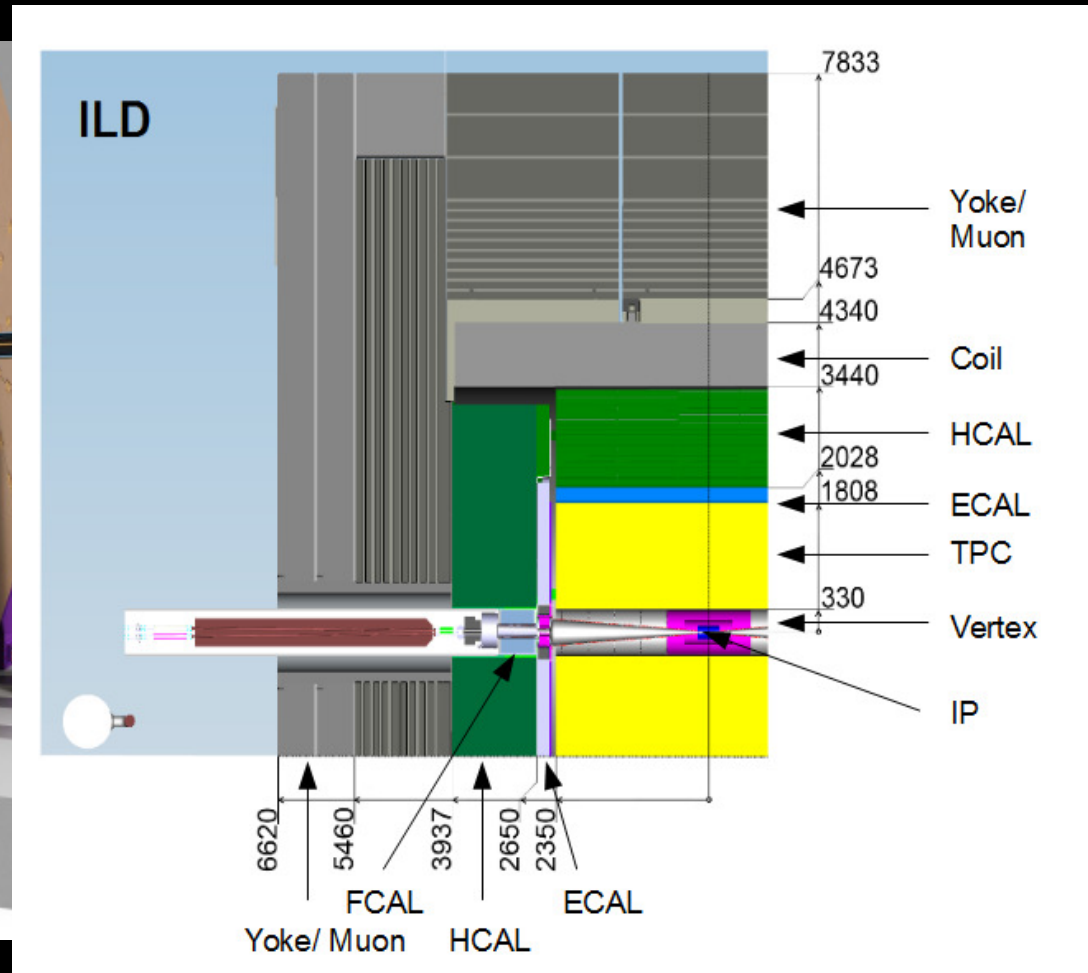 ILD
7833
Yoke/
Muon
4673
4340
Coil
3440
HCAL
2028
1808
ECAL
TPC
330
Vertex
IP
6620
5460
3937
2650
2350
FCAL
ECAL
Yoke/ Muon
HCAL